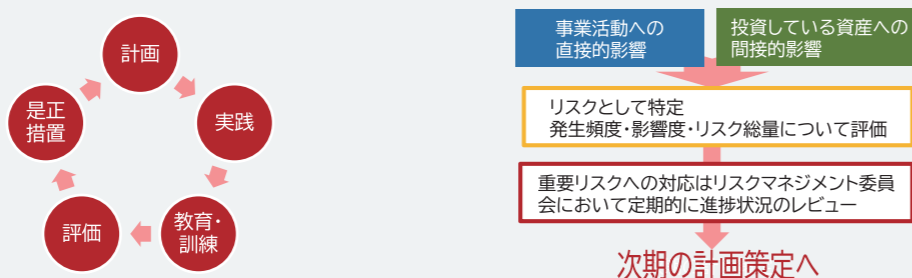 計画
実践
教育・
訓練
評価
是正
措置
事業活動への
直接的影響
投資している資産への
間接的影響
リスクとして特定
発生頻度・影響度・リスク総量について評価
重要リスクへの対応はリスクマネジメント委員
会において定期的に進捗状況のレビュー
次期の計画策定へ